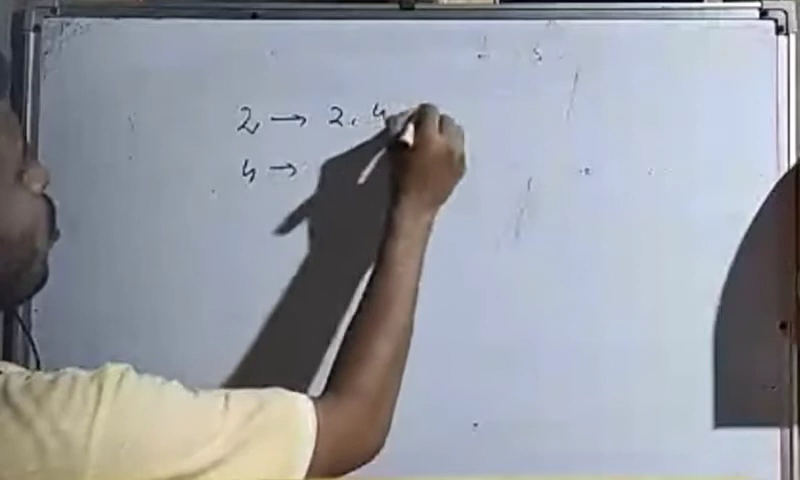 2, → 2, 4
4 →